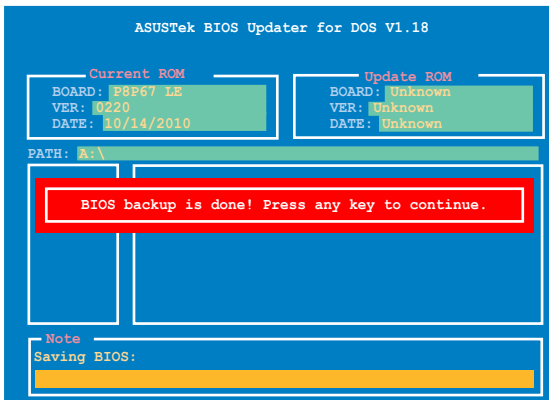 ASUSTek BIOS Updater for DOS V1.18
Current ROM
BOARD: P8P67 LE
VER: 0220
DATE: 10/14/2010
Update ROM
BOARD: Unknown
VER: Unknown
DATE: Unknown
PATH: A:\
BIOS backup is done! Press any key to continue.
Note
Saving BIOS: